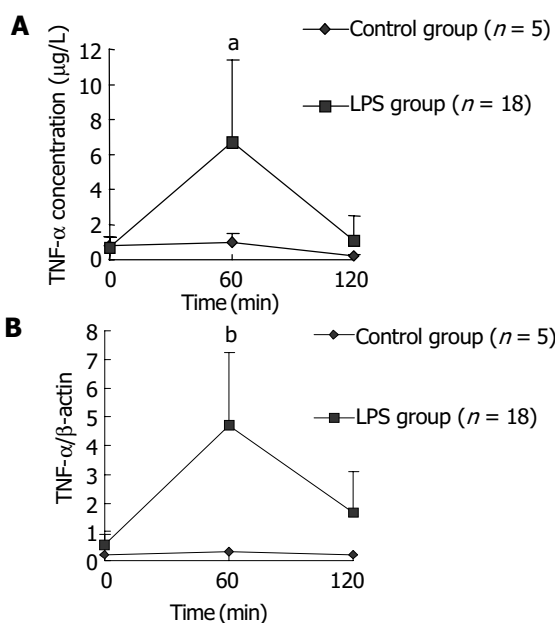 A
TNF-α concentration (μg/L)
12
10
8
6
4
2
0
a
0
60
120
Time (min)
Control group (n = 5)
LPS group (n = 18)
B
TNF-α/β-actin
8
7
6
5
4
3
2
1
0
b
0
60
120
Time (min)
Control group (n = 5)
LPS group (n = 18)